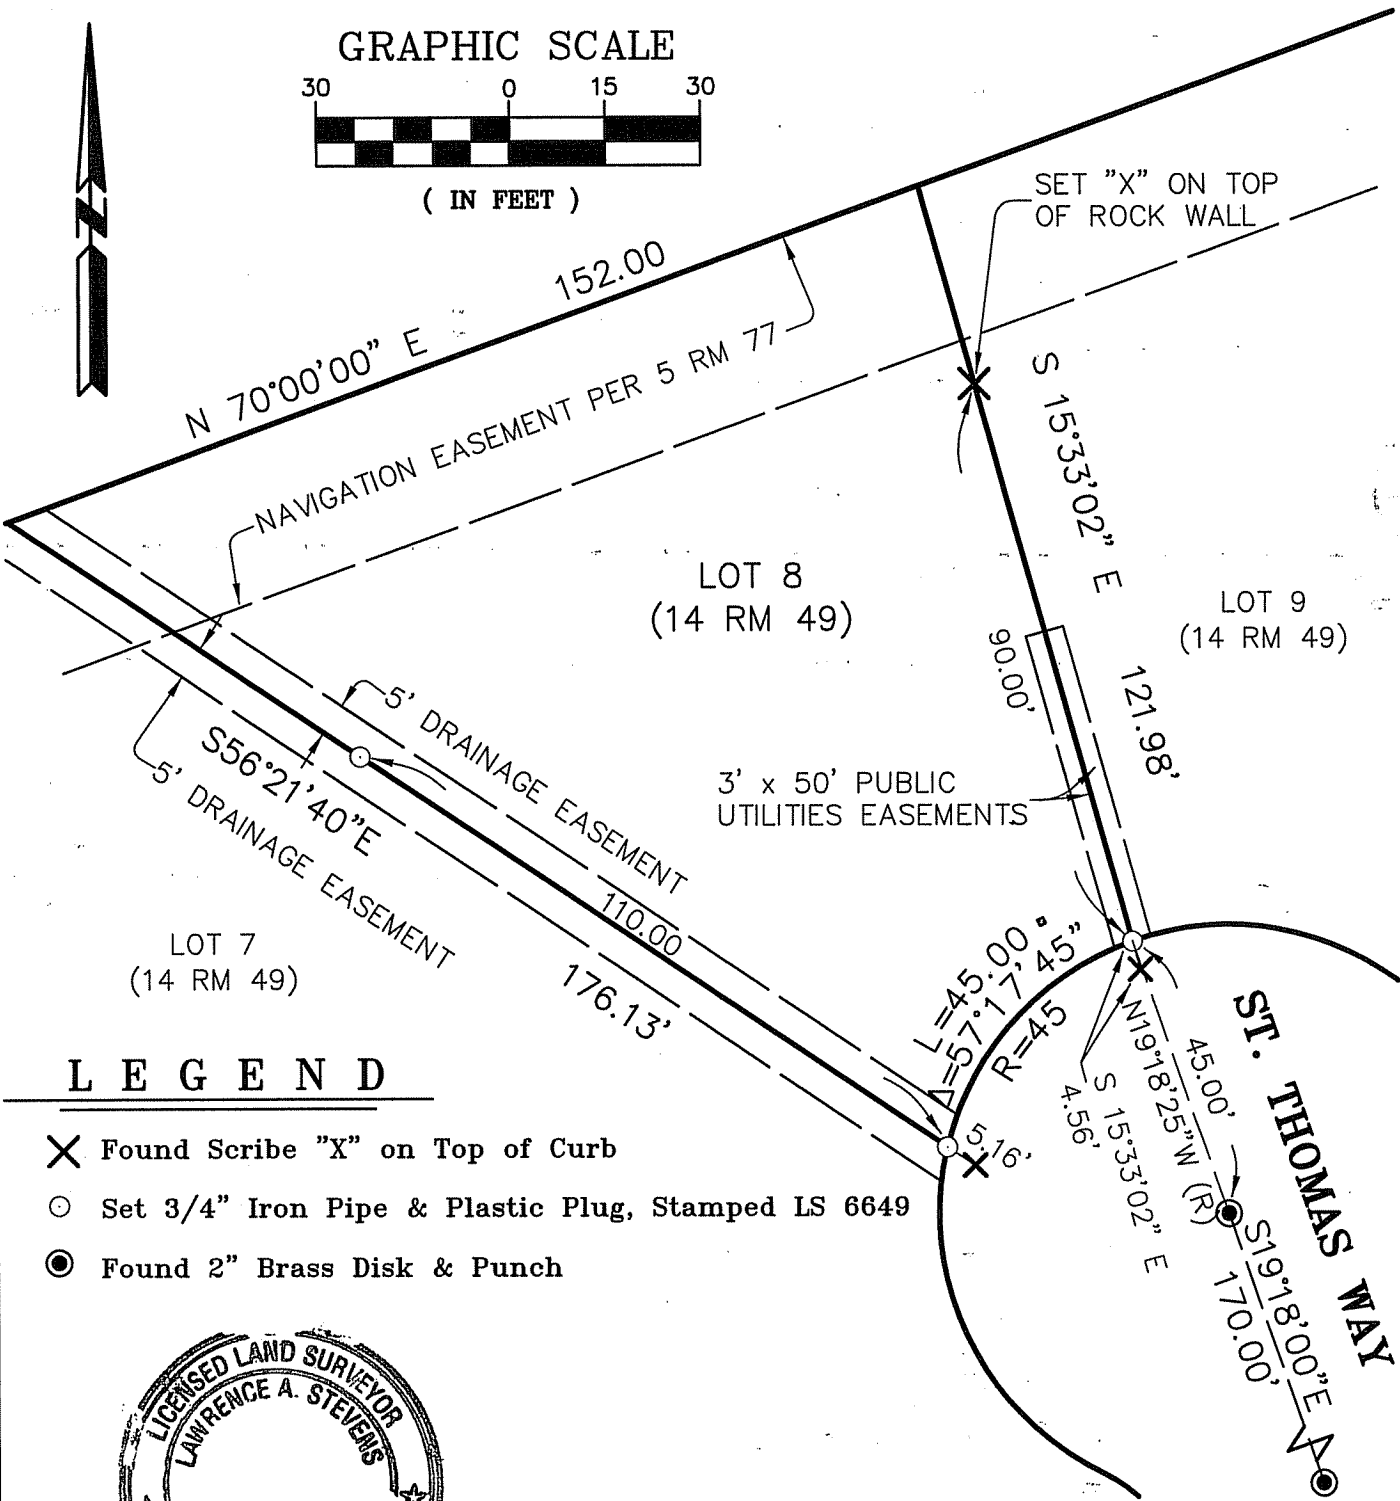 GRAPHIC SCALE
30 0 15 30
( IN FEET )
N
SET "X" ON TOP
OF ROCK WALL
N 70°00'00" E 152.00
NAVIGATION EASEMENT PER 5 RM 77
S 15°33'02" E 121.98'
LOT 8
(14 RM 49)
LOT 9
(14 RM 49)
90.00'
5' DRAINAGE EASEMENT
S56°21'40"E
5' DRAINAGE EASEMENT
3' x 50' PUBLIC
UTILITIES EASEMENTS
110.00
176.13'
LOT 7
(14 RM 49)
L=45.00
Δ=57°17'45"
R=45
5.16'
S 15°33'02" E
4.56'
N19°18'25"W (R)
45.00'
ST. THOMAS WAY
S19°18'00"E
170.00'
LEGEND
X Found Scribe "X" on Top of Curb
Set 3/4" Iron Pipe & Plastic Plug, Stamped LS 6649
Found 2" Brass Disk & Punch
LICENSED LAND SURVEYOR
LAWRENCE A. STEVENS